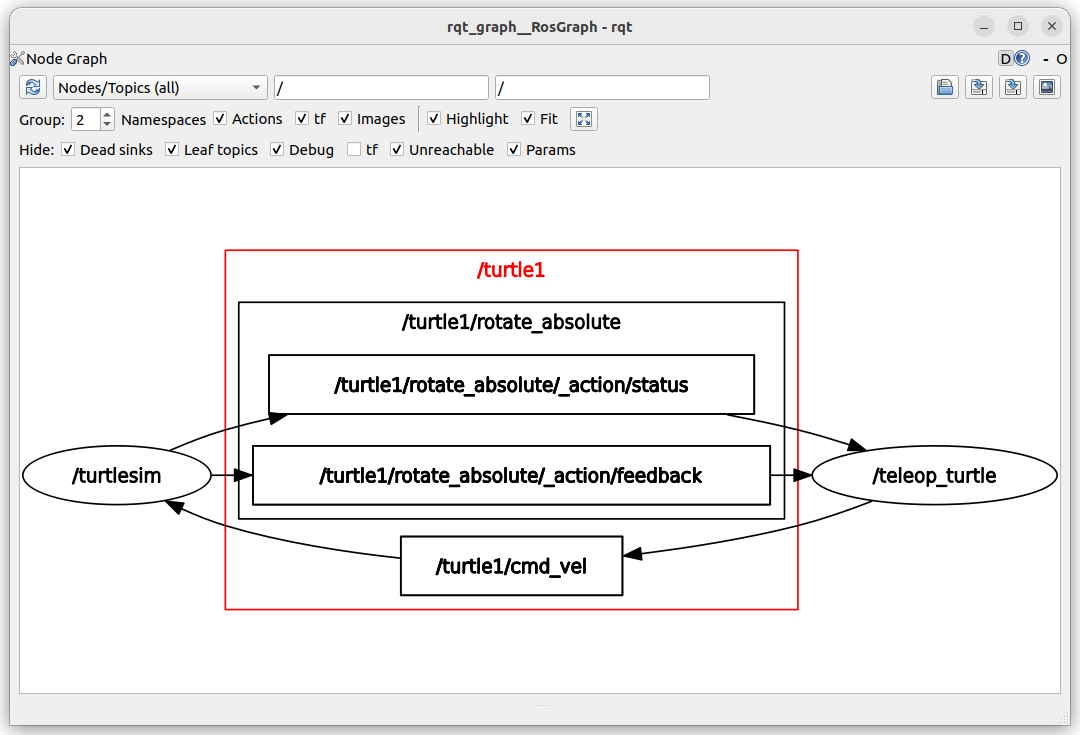 rqt_graph__RosGraph - rqt
Node Graph D - O
Nodes/Topics (all) / /
Group: 2 Namespaces Actions tf Images Highlight Fit
Hide: Dead sinks Leaf topics Debug tf Unreachable Params
/turtle1
/turtle1/rotate_absolute
/turtle1/rotate_absolute/_action/status
/turtlesim /turtle1/rotate_absolute/_action/feedback /teleop_turtle
/turtle1/cmd_vel